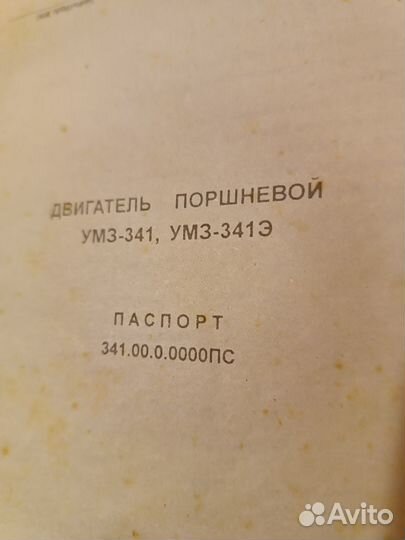 ДВИГАТЕЛЬ ПОРШНЕВОЙ
УМЗ-341, УМЗ-341Э
ПАСПОРТ
341.00.0.0000ПС
Avito